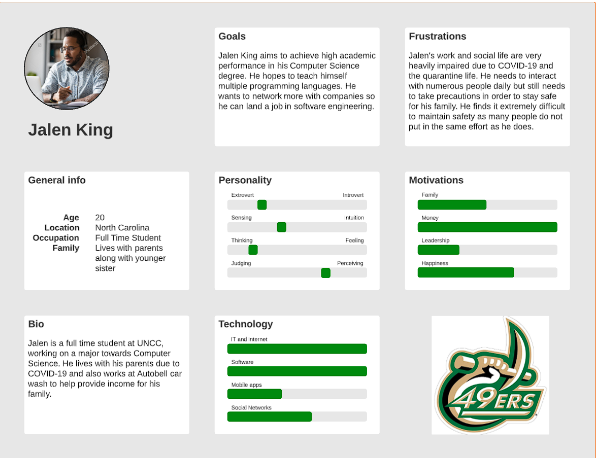 Jalen King
Goals
Jalen King aims to achieve high academic
performance in his Computer Science
degree. He hopes to teach himself
multiple programming languages. He
wants to network more with companies so
he can land a job in software engineering.
Frustrations
Jalen's work and social life are very
heavily impaired due to COVID-19 and
the quarantine life. He needs to interact
with numerous people daily but still needs
to take precautions in order to stay safe
for his family. He finds it extremely difficult
to maintain safety as many people do not
put in the same effort as he does.
General info
Age 20
Location North Carolina
Occupation Full Time Student
Family Lives with parents
along with younger
sister
Personality
Extrovert Introvert
Sensing Intuition
Thinking Feeling
Judging Perceiving
Motivations
Family
Money
Leadership
Happiness
Bio
Jalen is a full time student at UNCC,
working on a major towards Computer
Science. He lives with his parents due to
COVID-19 and also works at Autobell car
wash to help provide income for his
family.
Technology
IT and Internet
Software
Mobile apps
Social Networks
49ERS